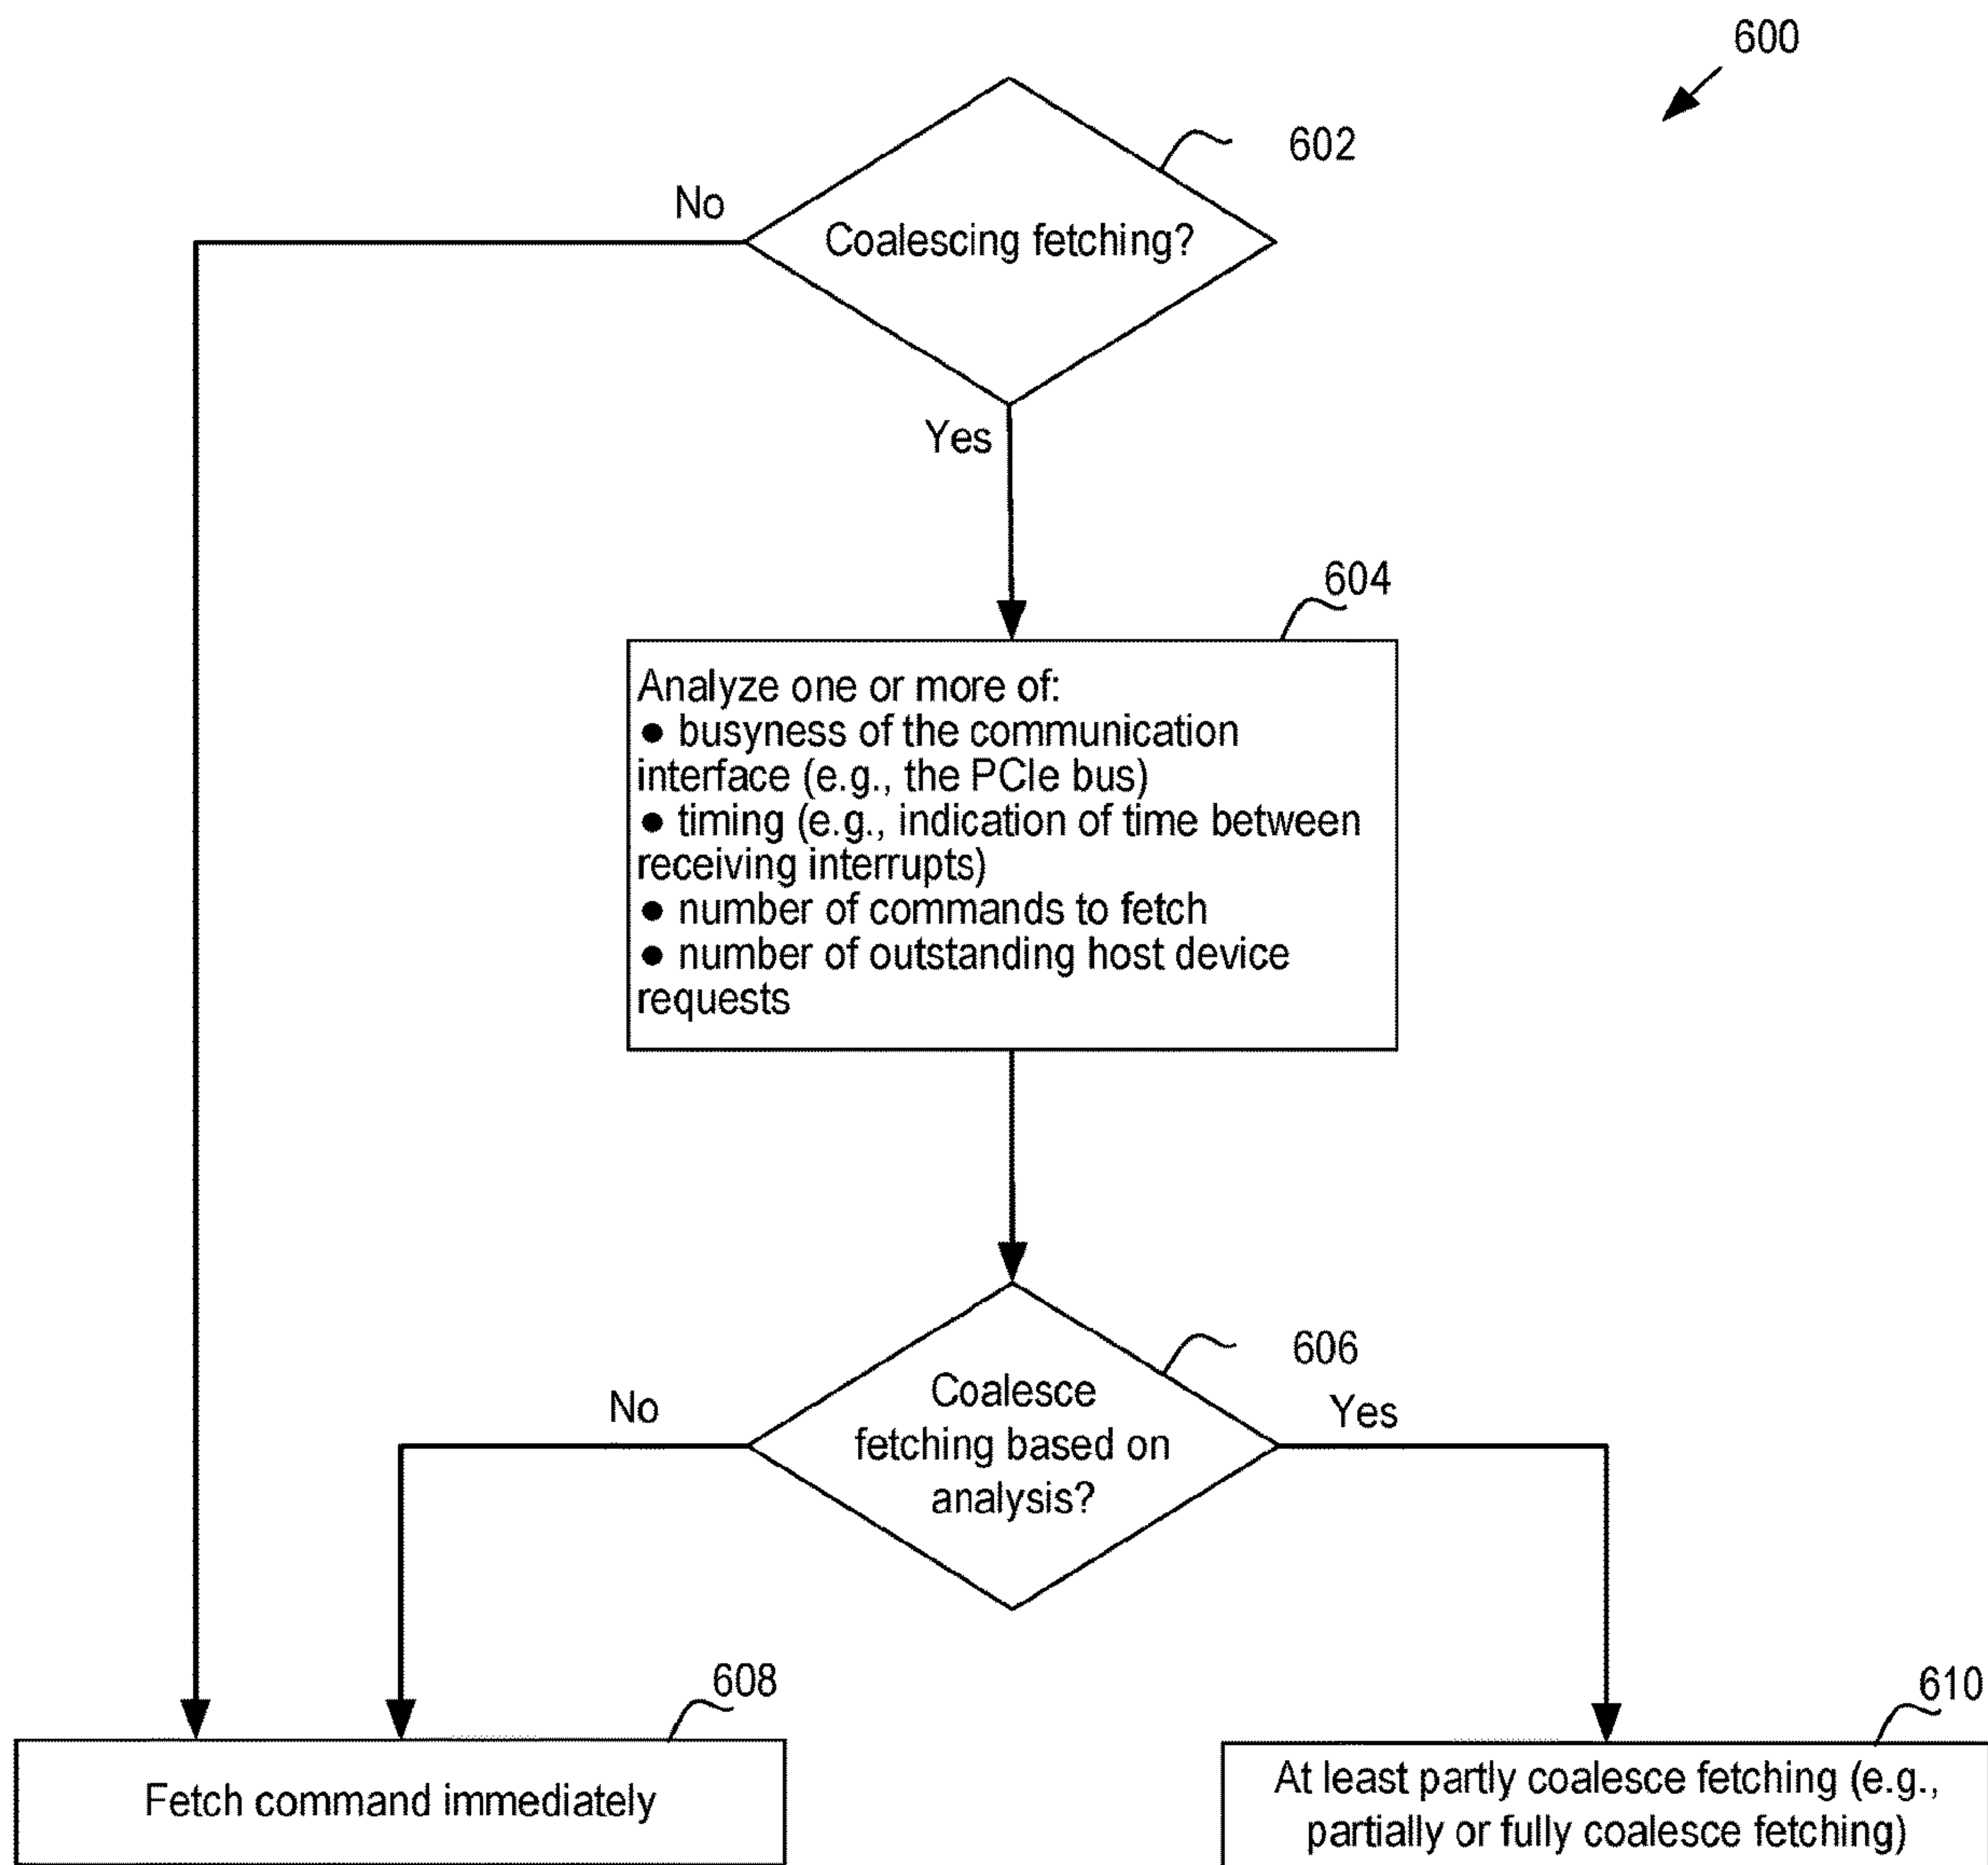 600
602
No
Coalescing fetching?
Yes
604
Analyze one or more of:
● busyness of the communication
interface (e.g., the PCIe bus)
● timing (e.g., indication of time between
receiving interrupts)
● number of commands to fetch
● number of outstanding host device
requests
606
No
Coalesce
fetching based on
analysis?
Yes
608
610
Fetch command immediately
At least partly coalesce fetching (e.g.,
partially or fully coalesce fetching)